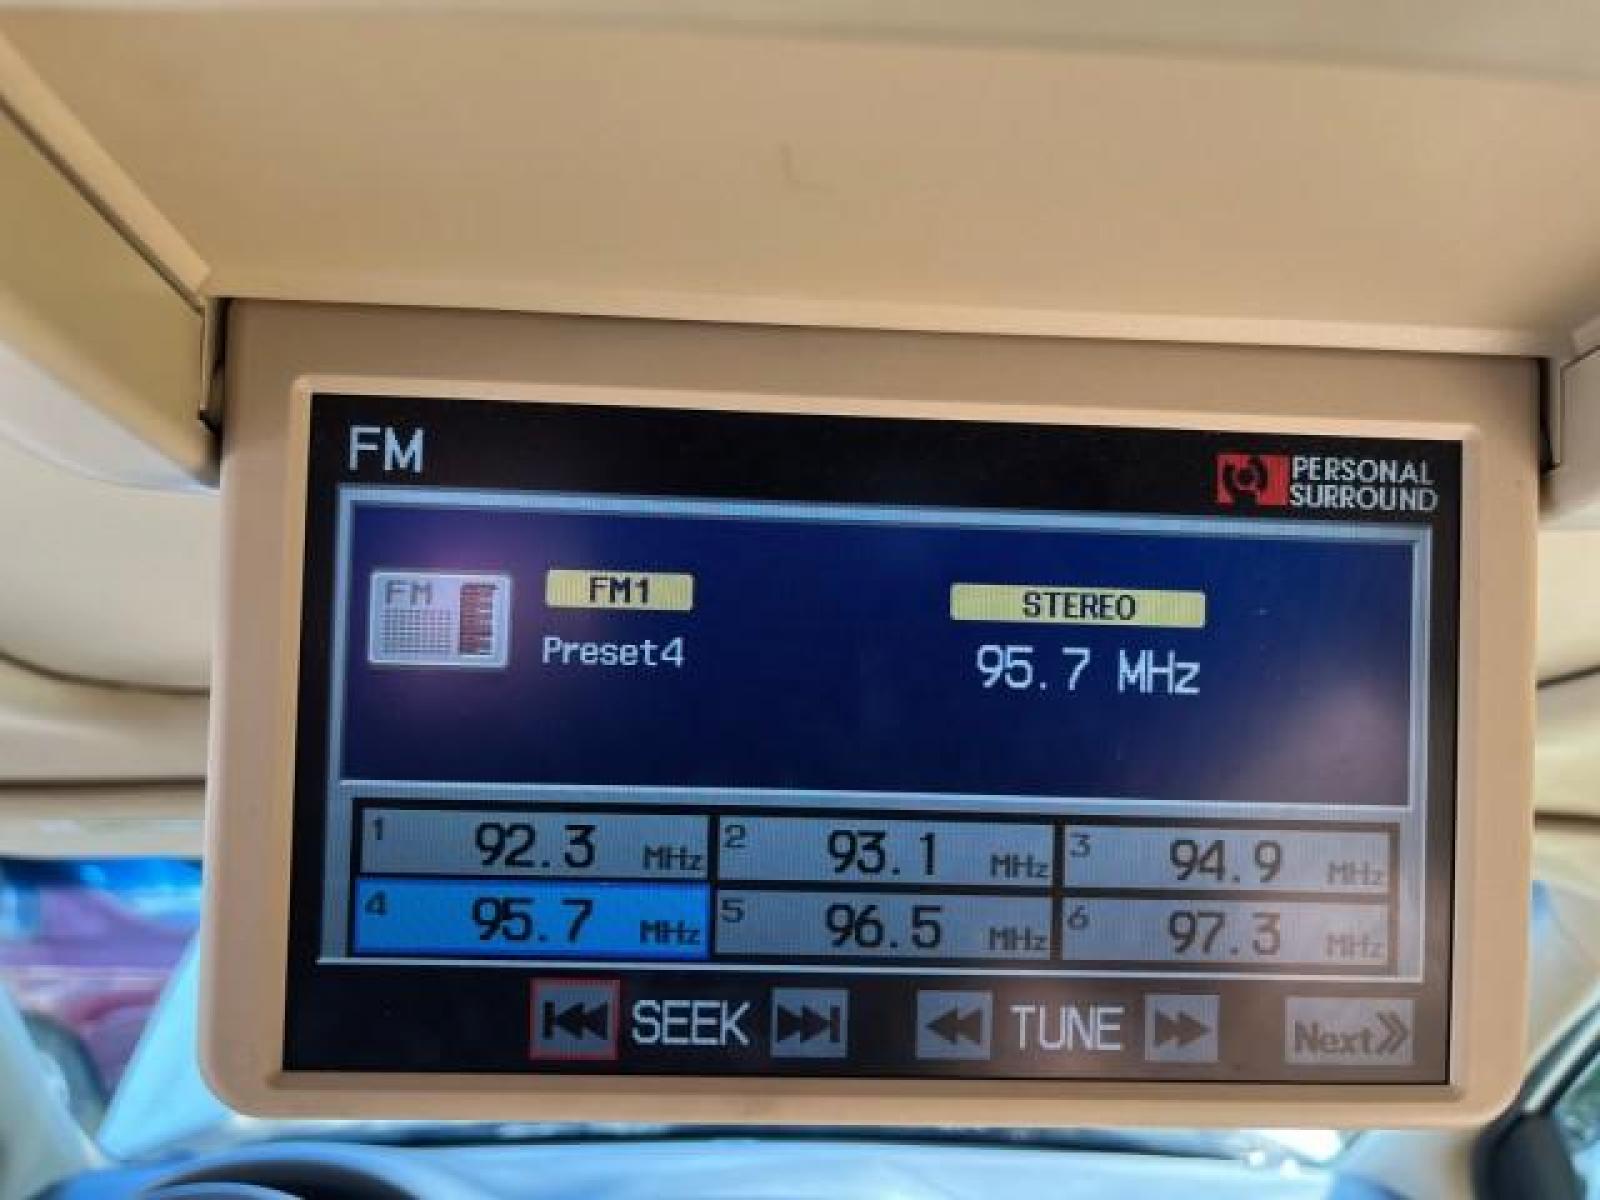 FM
PERSONAL
SURROUND
FM
FM1
STEREO
Preset4
95.7 MHz
1 92.3 MHz 2 93.1 MHz 3 94.9 MHz
4 95.7 MHz 5 96.5 MHz 6 97.3 MHz
SEEK TUNE Next